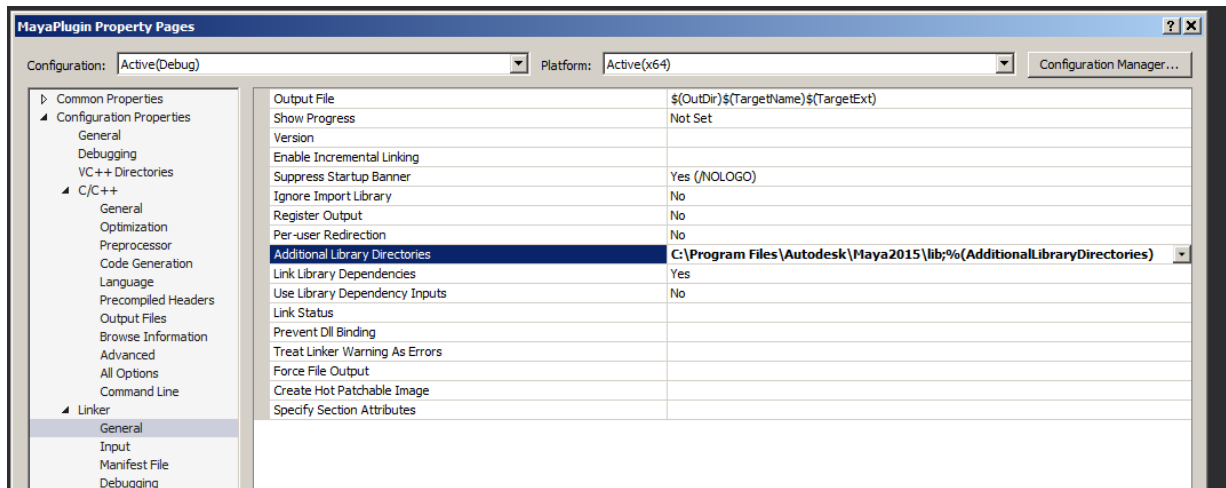 MayaPlugin Property Pages
Configuration: Active(Debug) Platform: Active(x64) Configuration Manager...
Common Properties
Configuration Properties
General
Debugging
VC++ Directories
C/C++
General
Optimization
Preprocessor
Code Generation
Language
Precompiled Headers
Output Files
Browse Information
Advanced
All Options
Command Line
Linker
General
Input
Manifest File
Debugging
Output File $(OutDir)$(TargetName)$(TargetExt)
Show Progress Not Set
Version
Enable Incremental Linking
Suppress Startup Banner Yes (/NOLOGO)
Ignore Import Library No
Register Output No
Per-user Redirection No
Additional Library Directories C:\Program Files\Autodesk\Maya2015\lib;%(AdditionalLibraryDirectories)
Link Library Dependencies Yes
Use Library Dependency Inputs No
Link Status
Prevent Dll Binding
Treat Linker Warning As Errors
Force File Output
Create Hot Patchable Image
Specify Section Attributes